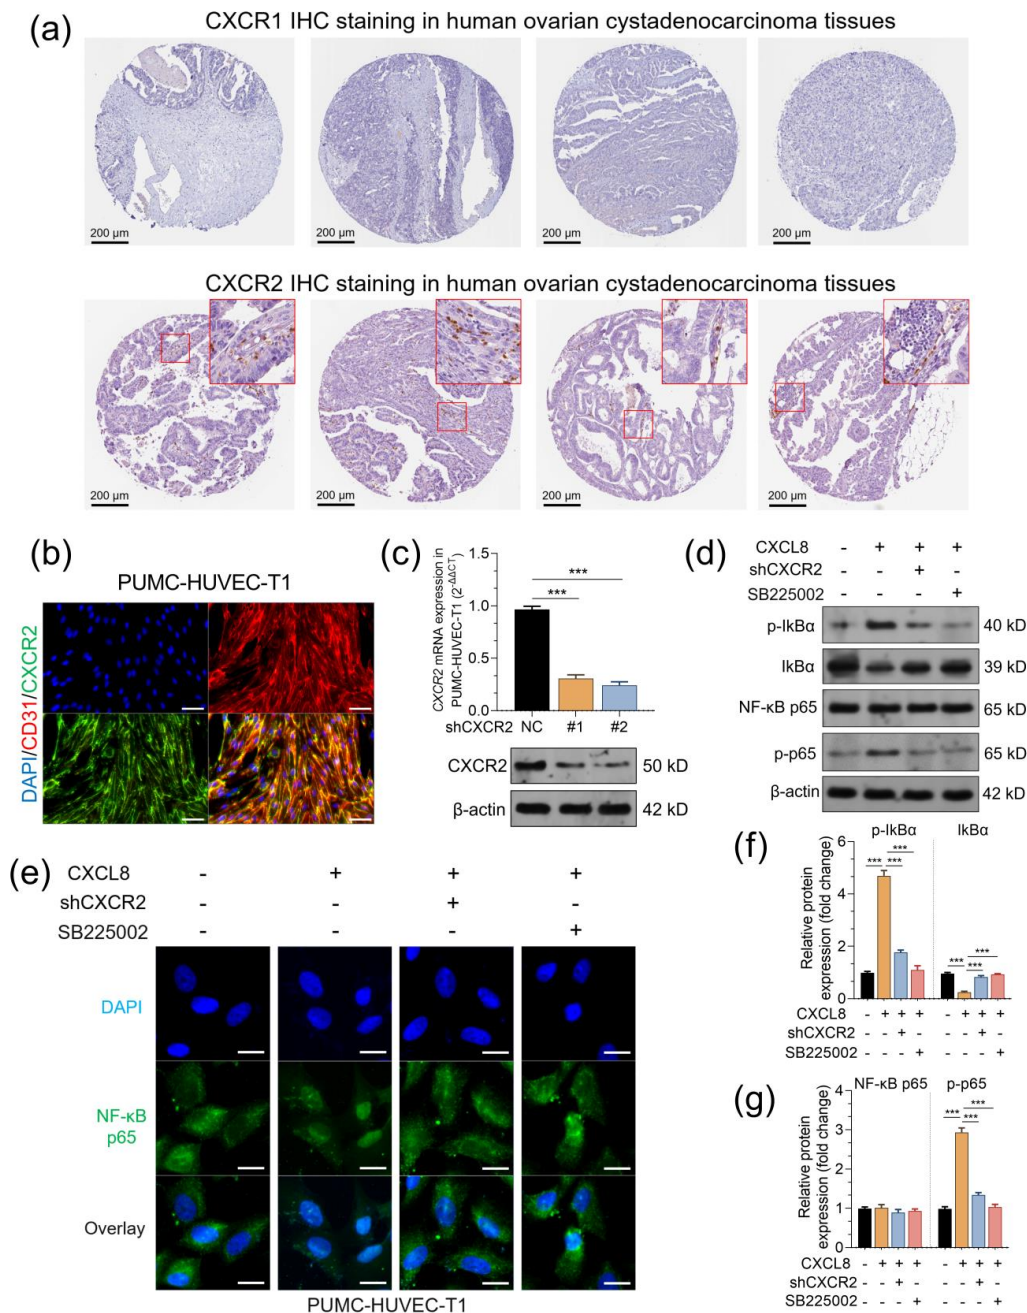 (a)
CXCR1 IHC staining in human ovarian cystadenocarcinoma tissues
200 µm 200 µm 200 µm 200 µm
CXCR2 IHC staining in human ovarian cystadenocarcinoma tissues
200 µm 200 µm 200 µm 200 µm
(b)
PUMC-HUVEC-T1
DAPI/CD31/CXCR2
(c)
CXCR2 mRNA expression in
PUMC-HUVEC-T1 (2-ΔΔCT)
1.5
1.0
0.5
0.0
***
***
shCXCR2 NC #1 #2
CXCR2 50 kD
β-actin 42 kD
(d)
CXCL8 - + + +
shCXCR2 - - + -
SB225002 - - - +
p-IkBα 40 kD
IkBα 39 kD
NF-κB p65 65 kD
p-p65 65 kD
β-actin 42 kD
(e)
CXCL8 - + + +
shCXCR2 - - + -
SB225002 - - - +
DAPI
NF-κB
p65
Overlay
PUMC-HUVEC-T1
(f)
p-IkBα IkBα
Relative protein
expression (fold change)
6
4
2
0
***
*** ***
***
*** ***
CXCL8 - + + + - + + +
shCXCR2 - - + - - - + -
SB225002 - - - + - - - +
(g)
NF-κB p65 p-p65
Relative protein
expression (fold change)
4
3
2
1
0
***
*** ***
CXCL8 - + + + - + + +
shCXCR2 - - + - - - + -
SB225002 - - - + - - - +